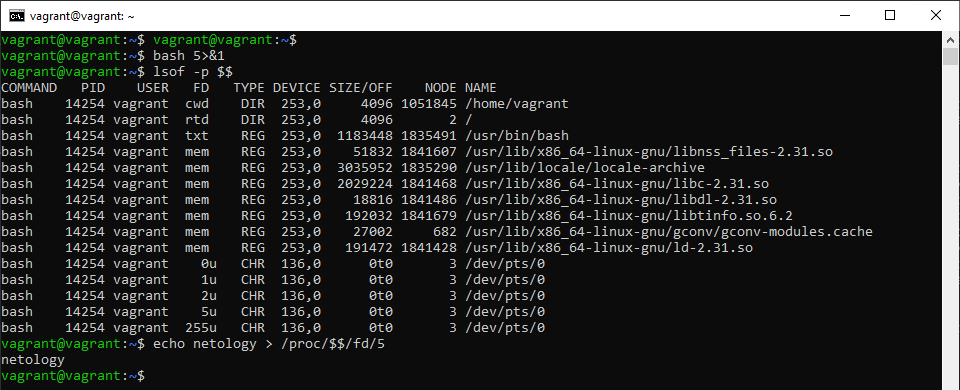 vagrant@vagrant: ~
vagrant@vagrant:~$ vagrant@vagrant:~$
vagrant@vagrant:~$ bash 5>&1
vagrant@vagrant:~$ lsof -p $$
COMMAND   PID    USER   FD   TYPE DEVICE SIZE/OFF    NODE NAME
bash    14254 vagrant  cwd    DIR  253,0     4096 1051845 /home/vagrant
bash    14254 vagrant  rtd    DIR  253,0     4096       2 /
bash    14254 vagrant  txt    REG  253,0  1183448 1835491 /usr/bin/bash
bash    14254 vagrant  mem    REG  253,0    51832 1841607 /usr/lib/x86_64-linux-gnu/libnss_files-2.31.so
bash    14254 vagrant  mem    REG  253,0  3035952 1835290 /usr/lib/locale/locale-archive
bash    14254 vagrant  mem    REG  253,0  2029224 1841468 /usr/lib/x86_64-linux-gnu/libc-2.31.so
bash    14254 vagrant  mem    REG  253,0    18816 1841486 /usr/lib/x86_64-linux-gnu/libdl-2.31.so
bash    14254 vagrant  mem    REG  253,0   192032 1841679 /usr/lib/x86_64-linux-gnu/libtinfo.so.6.2
bash    14254 vagrant  mem    REG  253,0    27002     682 /usr/lib/x86_64-linux-gnu/gconv/gconv-modules.cache
bash    14254 vagrant  mem    REG  253,0   191472 1841428 /usr/lib/x86_64-linux-gnu/ld-2.31.so
bash    14254 vagrant    0u   CHR  136,0      0t0       3 /dev/pts/0
bash    14254 vagrant    1u   CHR  136,0      0t0       3 /dev/pts/0
bash    14254 vagrant    2u   CHR  136,0      0t0       3 /dev/pts/0
bash    14254 vagrant    5u   CHR  136,0      0t0       3 /dev/pts/0
bash    14254 vagrant  255u   CHR  136,0      0t0       3 /dev/pts/0
vagrant@vagrant:~$ echo netology > /proc/$$/fd/5
netology
vagrant@vagrant:~$